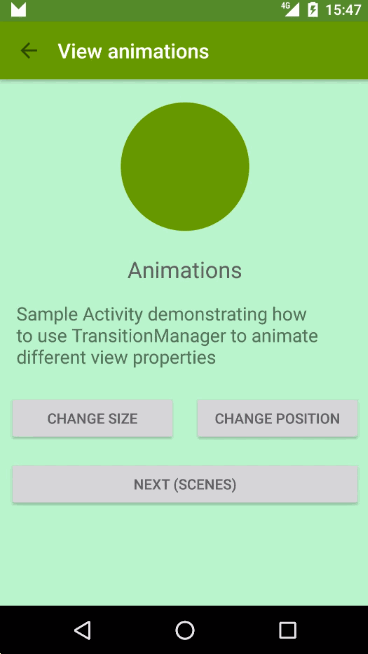 4G 15:47
View animations
Animations
Sample Activity demonstrating how
to use TransitionManager to animate
different view properties
CHANGE SIZE CHANGE POSITION
NEXT (SCENES)